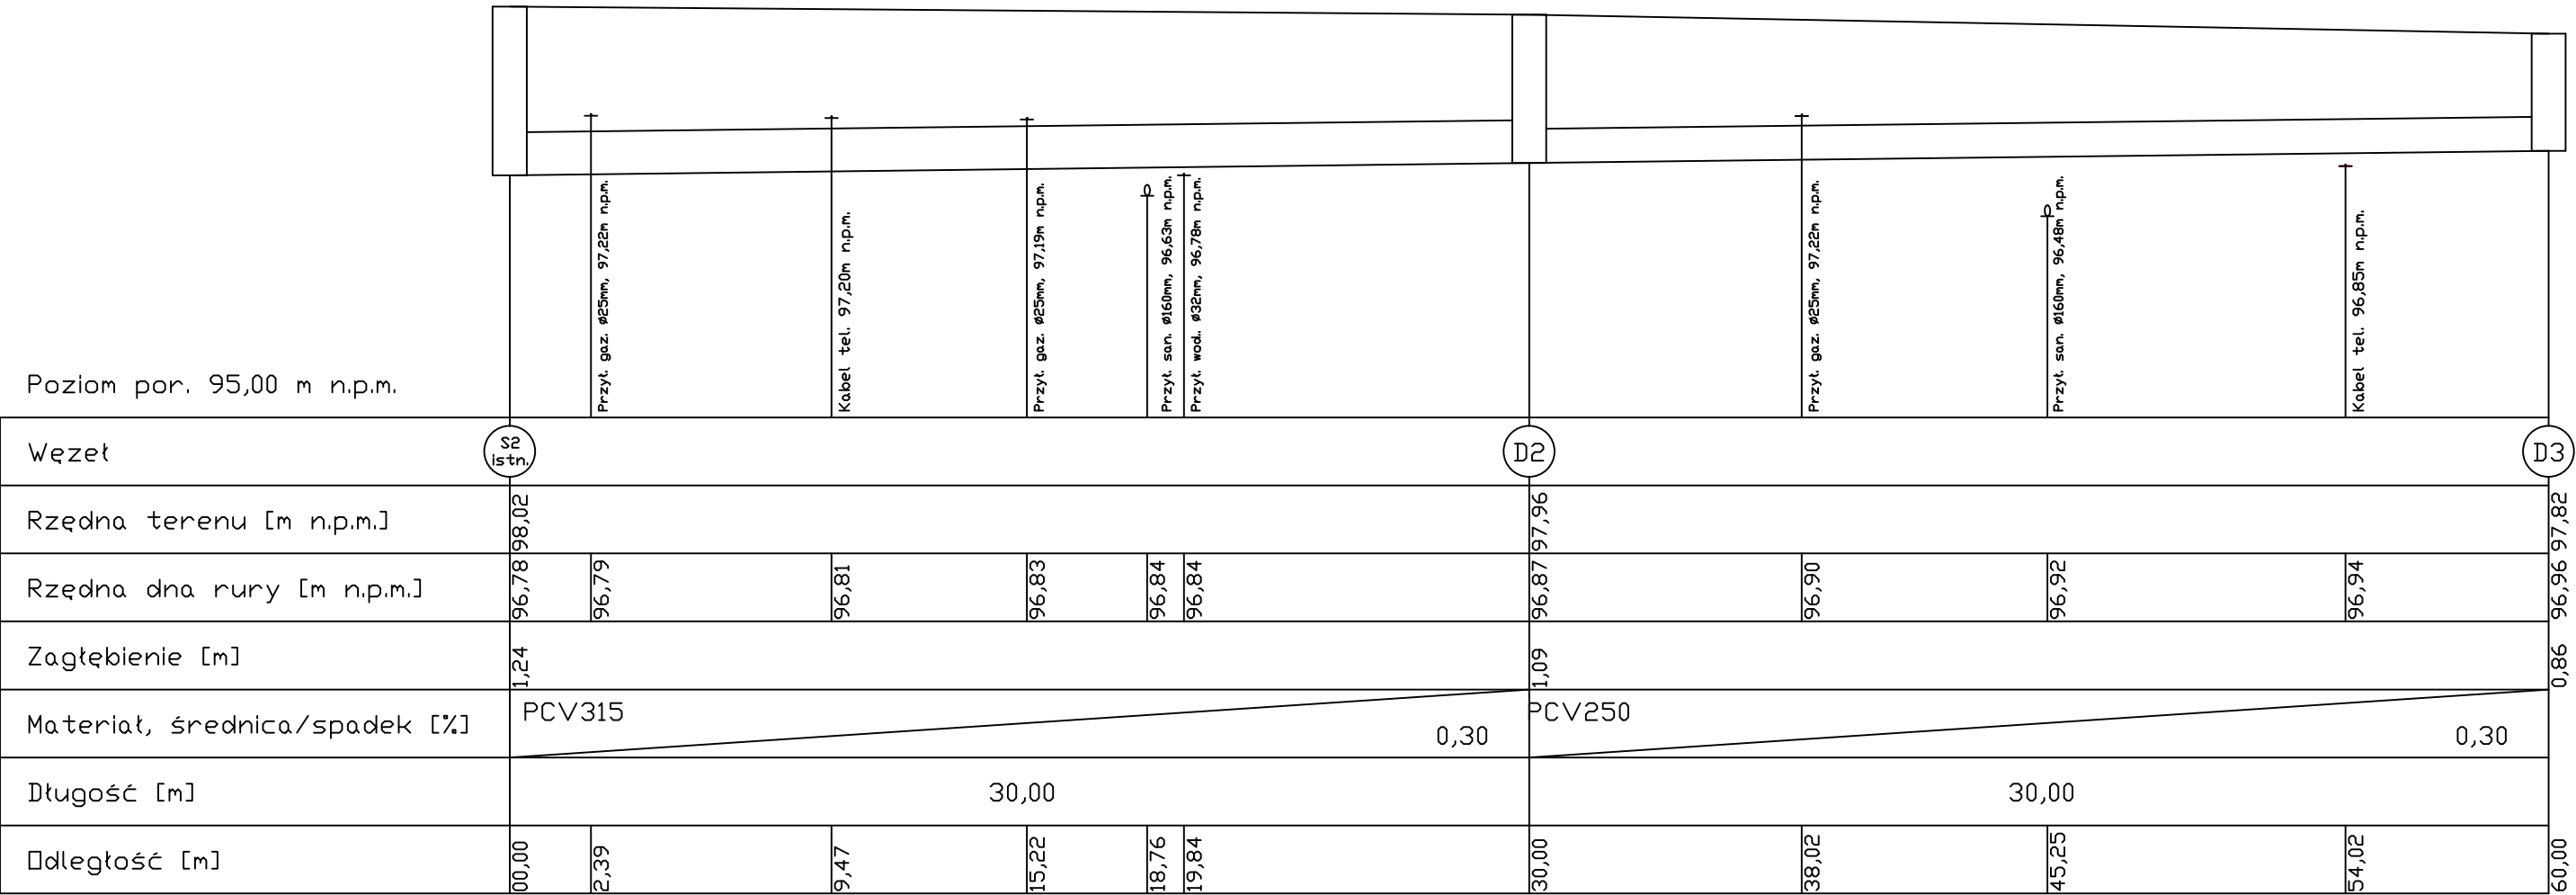 Przył. gaz. ø25mm, 97,22m n.p.m.
Kabel tel. 97,20m n.p.m.
Przył. gaz. ø25mm, 97,19m n.p.m.
Przył. san. ø160mm, 96,63m n.p.m.
Przył. wod. ø32mm, 96,78m n.p.m.
Przył. gaz. ø25mm, 97,22m n.p.m.
Przył. san. ø160mm, 96,48m n.p.m.
Kabel tel. 96,85m n.p.m.
Poziom por. 95,00 m n.p.m.
Węzeł S2 istn. D2 D3
Rzędna terenu [m n.p.m.] 98,02 97,96 97,82
Rzędna dna rury [m n.p.m.] 96,78 96,79 96,81 96,83 96,84 96,84 96,87 96,90 96,92 96,94 96,96
Zagłębienie [m] 1,24 1,09 0,86
Materiał, średnica/spadek [%] PCV315 0,30 PCV250 0,30
Długość [m] 30,00 30,00
Odległość [m] 00,00 2,39 9,47 15,22 18,76 19,84 30,00 38,02 45,25 54,02 60,00